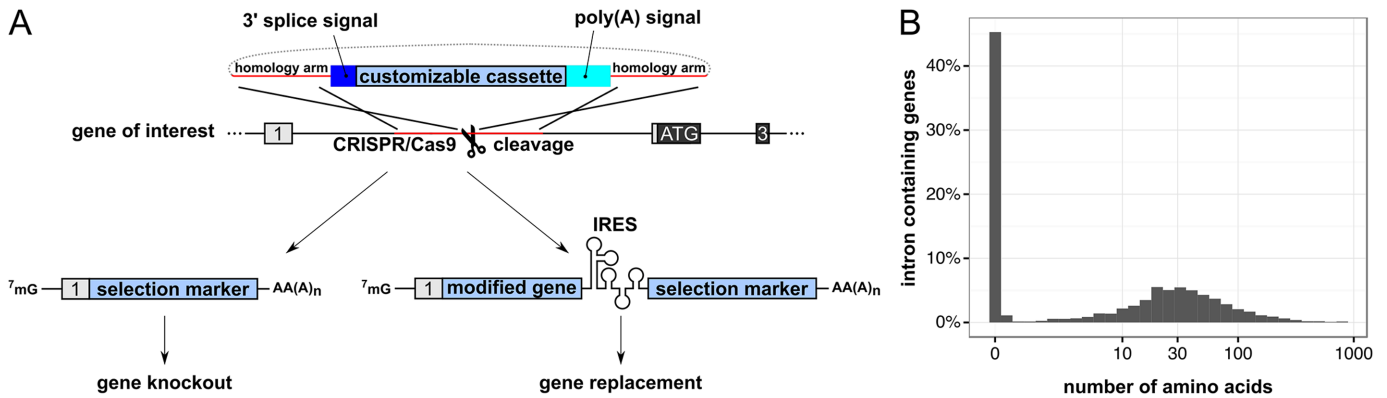 A
3' splice signal
poly(A) signal
homology arm
customizable cassette
homology arm
gene of interest
...
1
ATG
3
...
CRISPR/Cas9
cleavage
IRES
⁷mG
1
selection marker
AA(A)n
⁷mG
1
modified gene
selection marker
AA(A)n
gene knockout
gene replacement
B
intron containing genes
40%
30%
20%
10%
0%
0
10
30
100
1000
number of amino acids